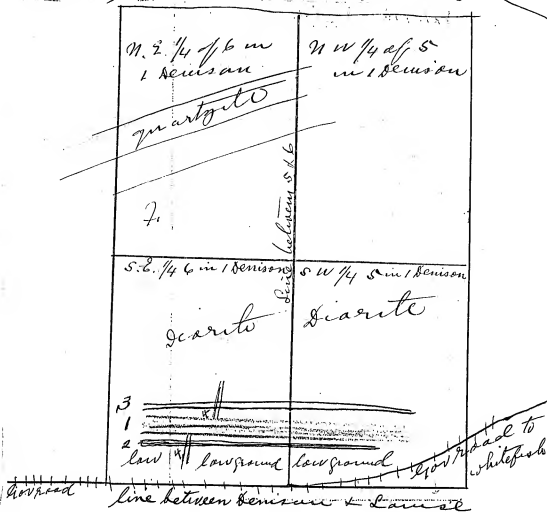 N.E. 1/4 of 6 in
1 Denison
N W 1/4 of 5
in 1 Denison
quartzite
line between 5 & 6
S.E. 1/4 6 in 1 Denison
S W 1/4 5 in 1 Denison
Diorite
Diorite
3
1
2
low
low ground
low ground
Gov road to
whitefish
Gov road
line between Denison & Louise